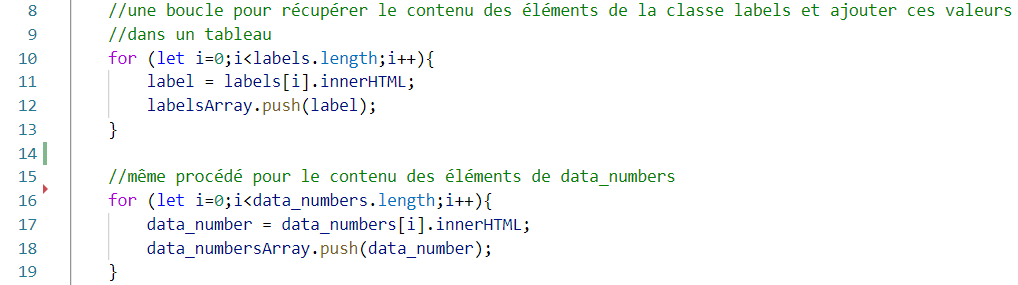 8 //une boucle pour récupérer le contenu des éléments de la classe labels et ajouter ces valeurs
9 //dans un tableau
10 for (let i=0;i<labels.length;i++){
11 label = labels[i].innerHTML;
12 labelsArray.push(label);
13 }
14
15 //même procédé pour le contenu des éléments de data_numbers
16 for (let i=0;i<data_numbers.length;i++){
17 data_number = data_numbers[i].innerHTML;
18 data_numbersArray.push(data_number);
19 }